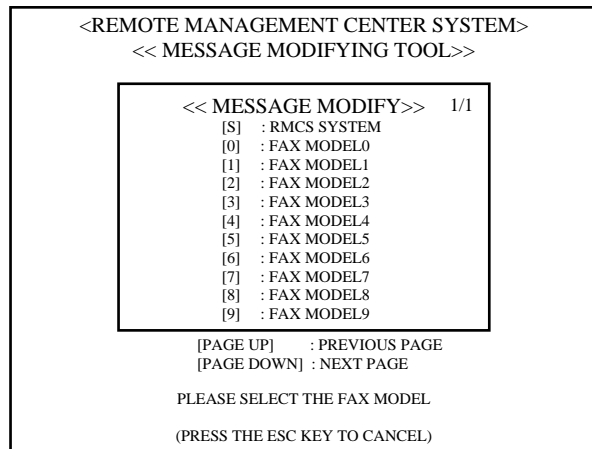 <REMOTE MANAGEMENT CENTER SYSTEM>
<< MESSAGE MODIFYING TOOL>>
<< MESSAGE MODIFY>> 1/1
[S] : RMCS SYSTEM
[0] : FAX MODEL0
[1] : FAX MODEL1
[2] : FAX MODEL2
[3] : FAX MODEL3
[4] : FAX MODEL4
[5] : FAX MODEL5
[6] : FAX MODEL6
[7] : FAX MODEL7
[8] : FAX MODEL8
[9] : FAX MODEL9
[PAGE UP] : PREVIOUS PAGE
[PAGE DOWN] : NEXT PAGE
PLEASE SELECT THE FAX MODEL
(PRESS THE ESC KEY TO CANCEL)